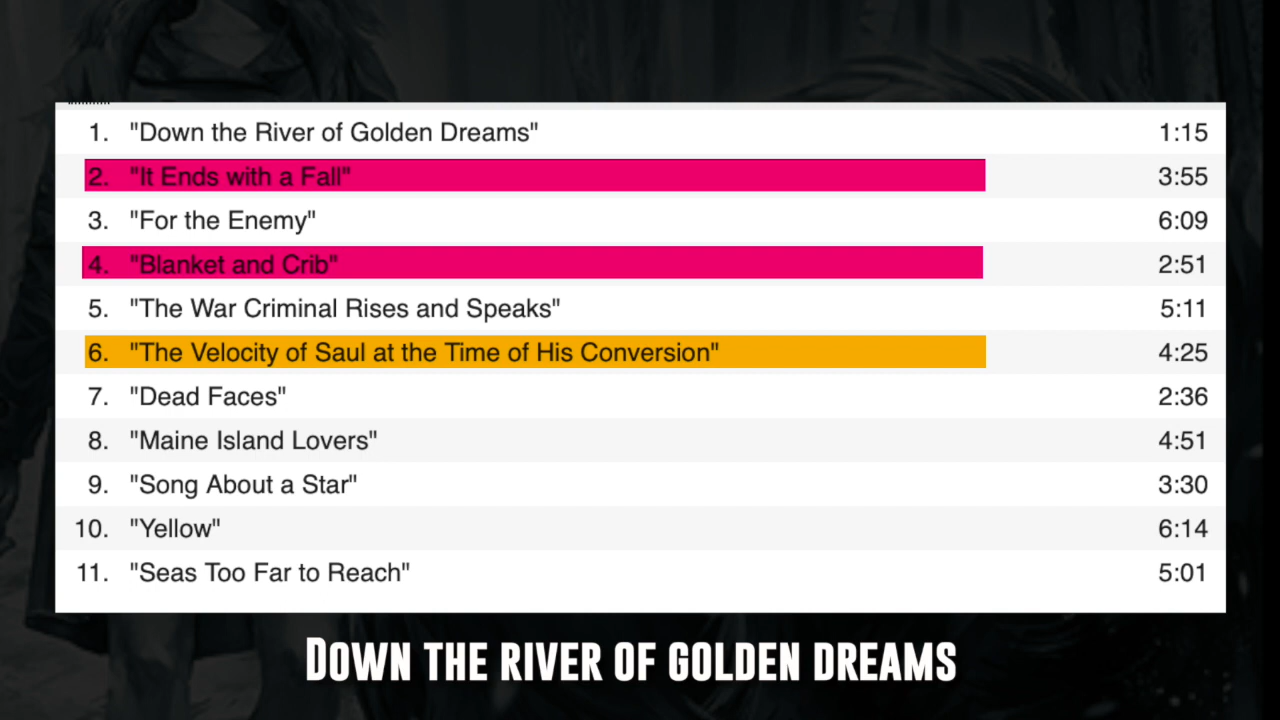 1. "Down the River of Golden Dreams" 1:15
2. "It Ends with a Fall" 3:55
3. "For the Enemy" 6:09
4. "Blanket and Crib" 2:51
5. "The War Criminal Rises and Speaks" 5:11
6. "The Velocity of Saul at the Time of His Conversion" 4:25
7. "Dead Faces" 2:36
8. "Maine Island Lovers" 4:51
9. "Song About a Star" 3:30
10. "Yellow" 6:14
11. "Seas Too Far to Reach" 5:01
DOWN THE RIVER OF GOLDEN DREAMS